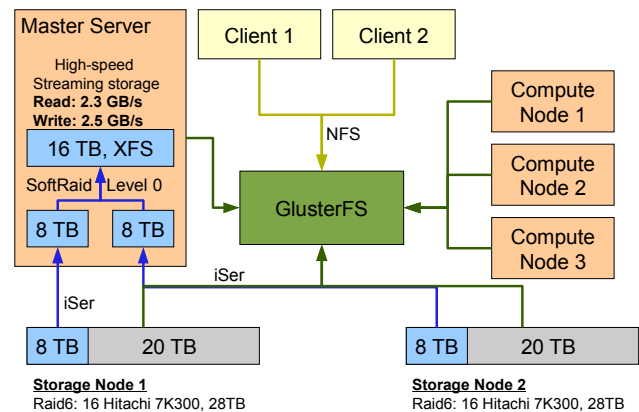 Master Server
High-speed
Streaming storage
Read: 2.3 GB/s
Write: 2.5 GB/s
16 TB, XFS
SoftRaid Level 0
8 TB
8 TB
iSer
Client 1
Client 2
NFS
GlusterFS
iSer
Compute
Node 1
Compute
Node 2
Compute
Node 3
8 TB
20 TB
Storage Node 1
Raid6: 16 Hitachi 7K300, 28TB
8 TB
20 TB
Storage Node 2
Raid6: 16 Hitachi 7K300, 28TB